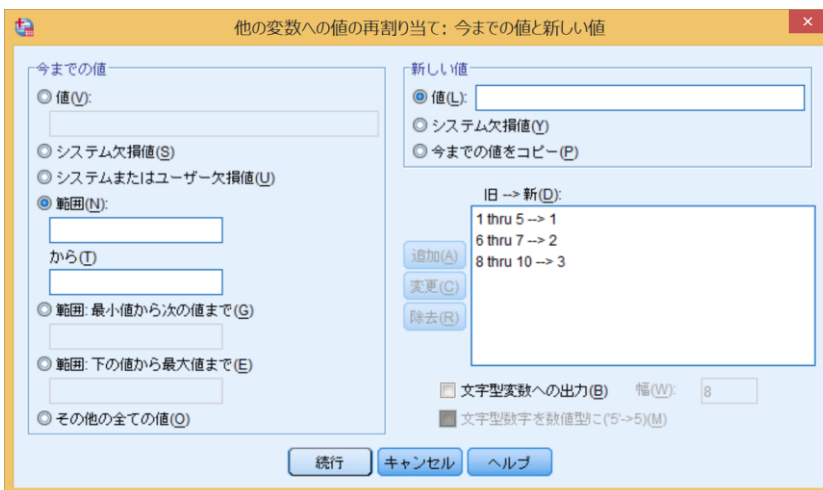 他の変数への値の再割り当て: 今までの値と新しい値
今までの値
値(V):
システム欠損値(S)
システムまたはユーザー欠損値(U)
範囲(N):
から(T)
範囲: 最小値から次の値まで(G)
範囲: 下の値から最大値まで(E)
その他の全ての値(O)
新しい値
値(L):
システム欠損値(Y)
今までの値をコピー(P)
旧 --> 新(D):
1 thru 5 --> 1
6 thru 7 --> 2
8 thru 10 --> 3
追加(A)
変更(C)
除去(R)
文字型変数への出力(B) 幅(W): 8
文字型数字を数値型に('5'->5)(M)
続行 キャンセル ヘルプ